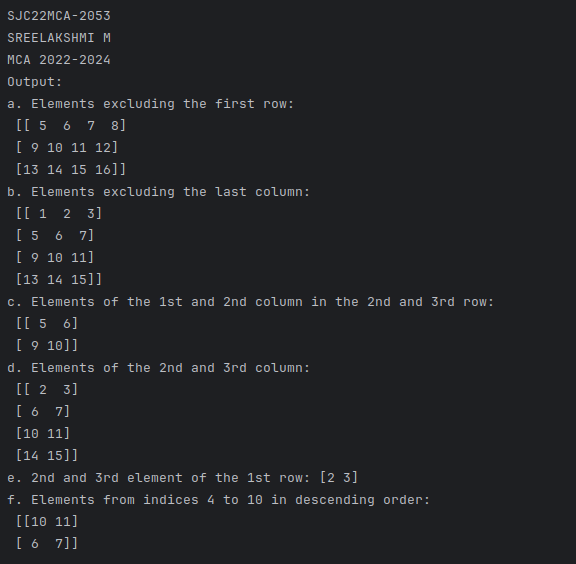 SJC22MCA-2053
SREELAKSHMI M
MCA 2022-2024
Output:
a. Elements excluding the first row:
 [[ 5  6  7  8]
 [ 9 10 11 12]
 [13 14 15 16]]
b. Elements excluding the last column:
 [[ 1  2  3]
 [ 5  6  7]
 [ 9 10 11]
 [13 14 15]]
c. Elements of the 1st and 2nd column in the 2nd and 3rd row:
 [[ 5  6]
 [ 9 10]]
d. Elements of the 2nd and 3rd column:
 [[ 2  3]
 [ 6  7]
 [10 11]
 [14 15]]
e. 2nd and 3rd element of the 1st row: [2 3]
f. Elements from indices 4 to 10 in descending order:
 [[10 11]
 [ 6  7]]